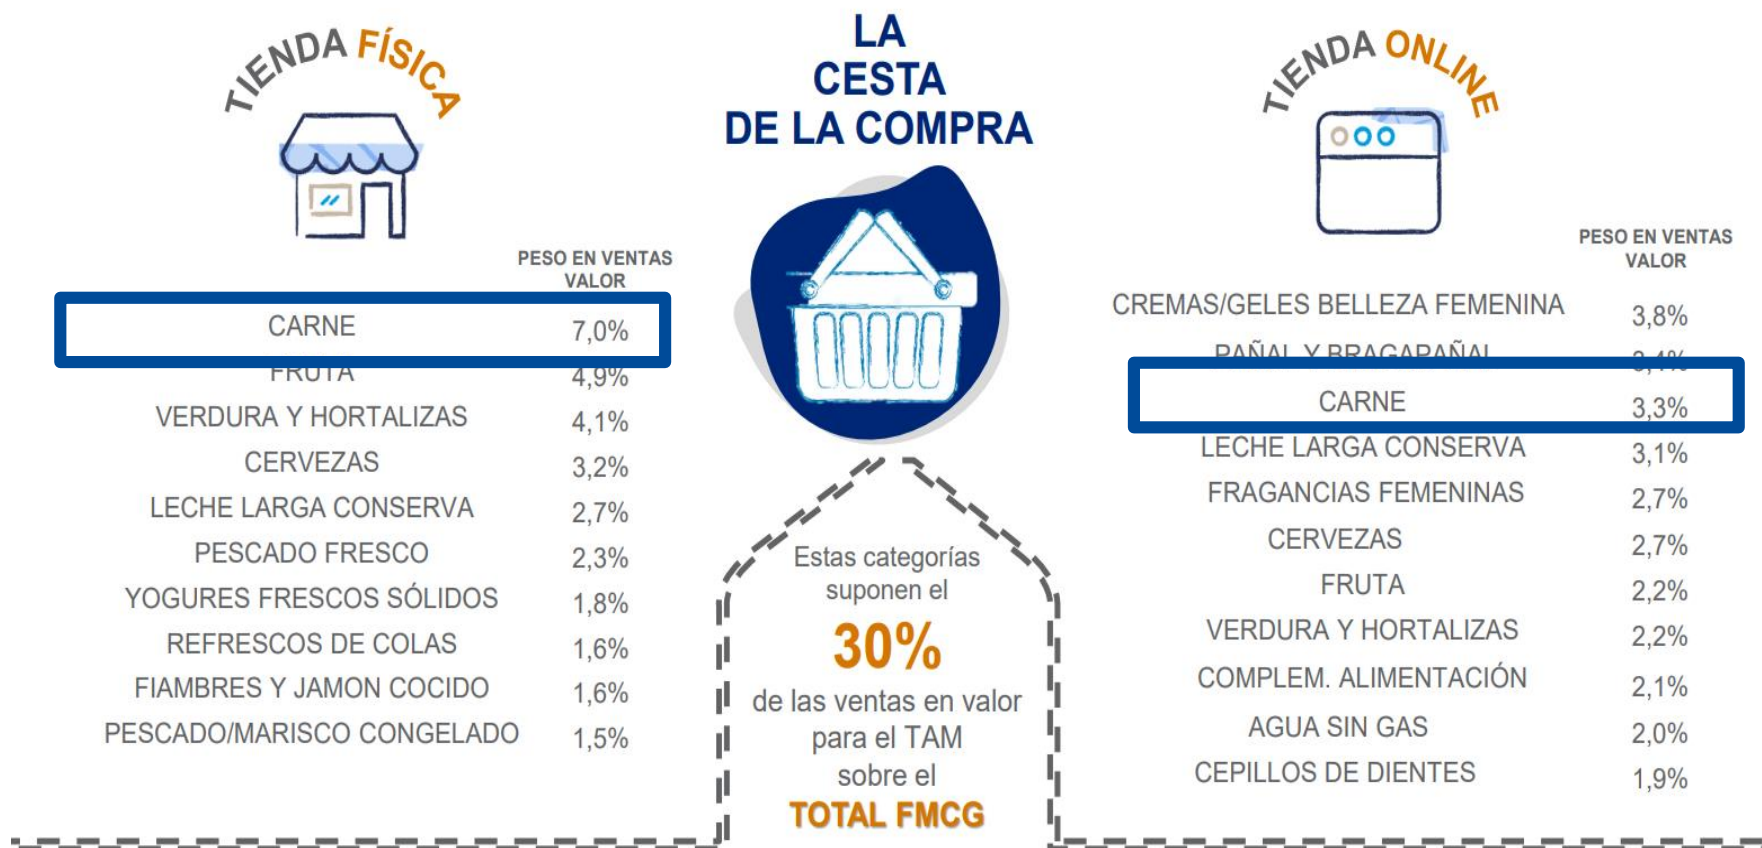 TIENDA FÍSICA
PESO EN VENTAS
VALOR
CARNE 7,0%
FRUTA 4,9%
VERDURA Y HORTALIZAS 4,1%
CERVEZAS 3,2%
LECHE LARGA CONSERVA 2,7%
PESCADO FRESCO 2,3%
YOGURES FRESCOS SÓLIDOS 1,8%
REFRESCOS DE COLAS 1,6%
FIAMBRES Y JAMON COCIDO 1,6%
PESCADO/MARISCO CONGELADO 1,5%
LA
CESTA
DE LA COMPRA
Estas categorías
suponen el
30%
de las ventas en valor
para el TAM
sobre el
TOTAL FMCG
TIENDA ONLINE
PESO EN VENTAS
VALOR
CREMAS/GELES BELLEZA FEMENINA 3,8%
PAÑAL Y BRAGAPAÑAL 3,4%
CARNE 3,3%
LECHE LARGA CONSERVA 3,1%
FRAGANCIAS FEMENINAS 2,7%
CERVEZAS 2,7%
FRUTA 2,2%
VERDURA Y HORTALIZAS 2,2%
COMPLEM. ALIMENTACIÓN 2,1%
AGUA SIN GAS 2,0%
CEPILLOS DE DIENTES 1,9%